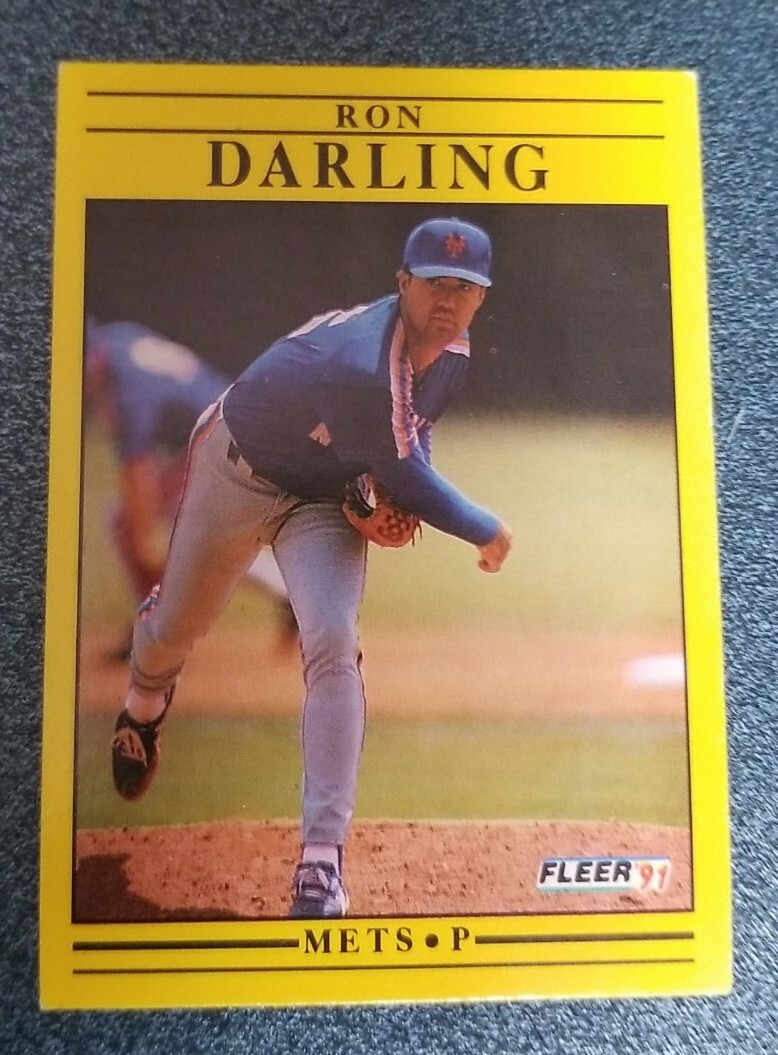 RON
DARLING
FLEER '91
METS • P